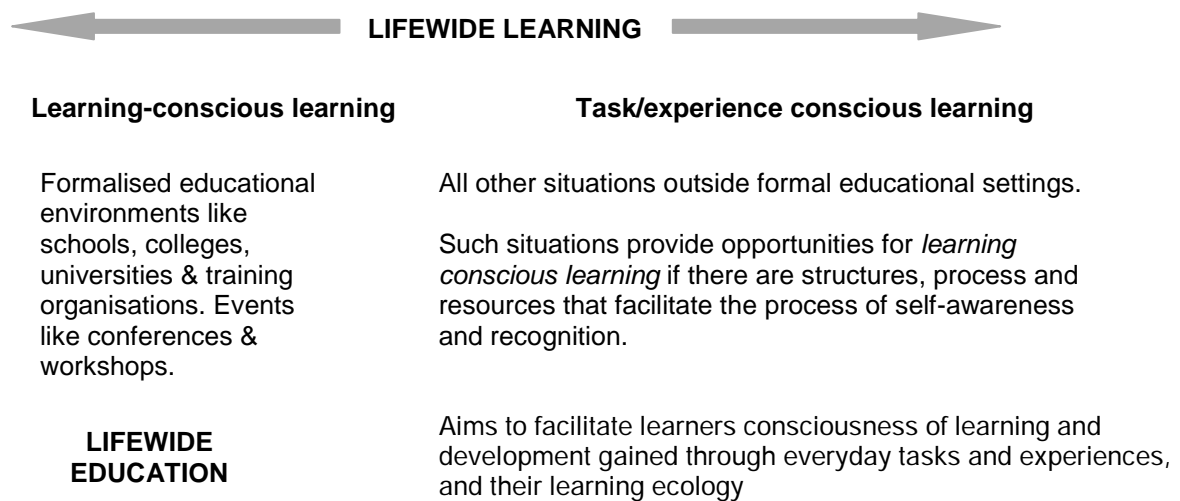 LIFEWIDE LEARNING
Learning-conscious learning
Task/experience conscious learning
Formalised educational
environments like
schools, colleges,
universities & training
organisations. Events
like conferences &
workshops.
All other situations outside formal educational settings.
Such situations provide opportunities for learning
conscious learning if there are structures, process and
resources that facilitate the process of self-awareness
and recognition.
LIFEWIDE
EDUCATION
Aims to facilitate learners consciousness of learning and
development gained through everyday tasks and experiences,
and their learning ecology